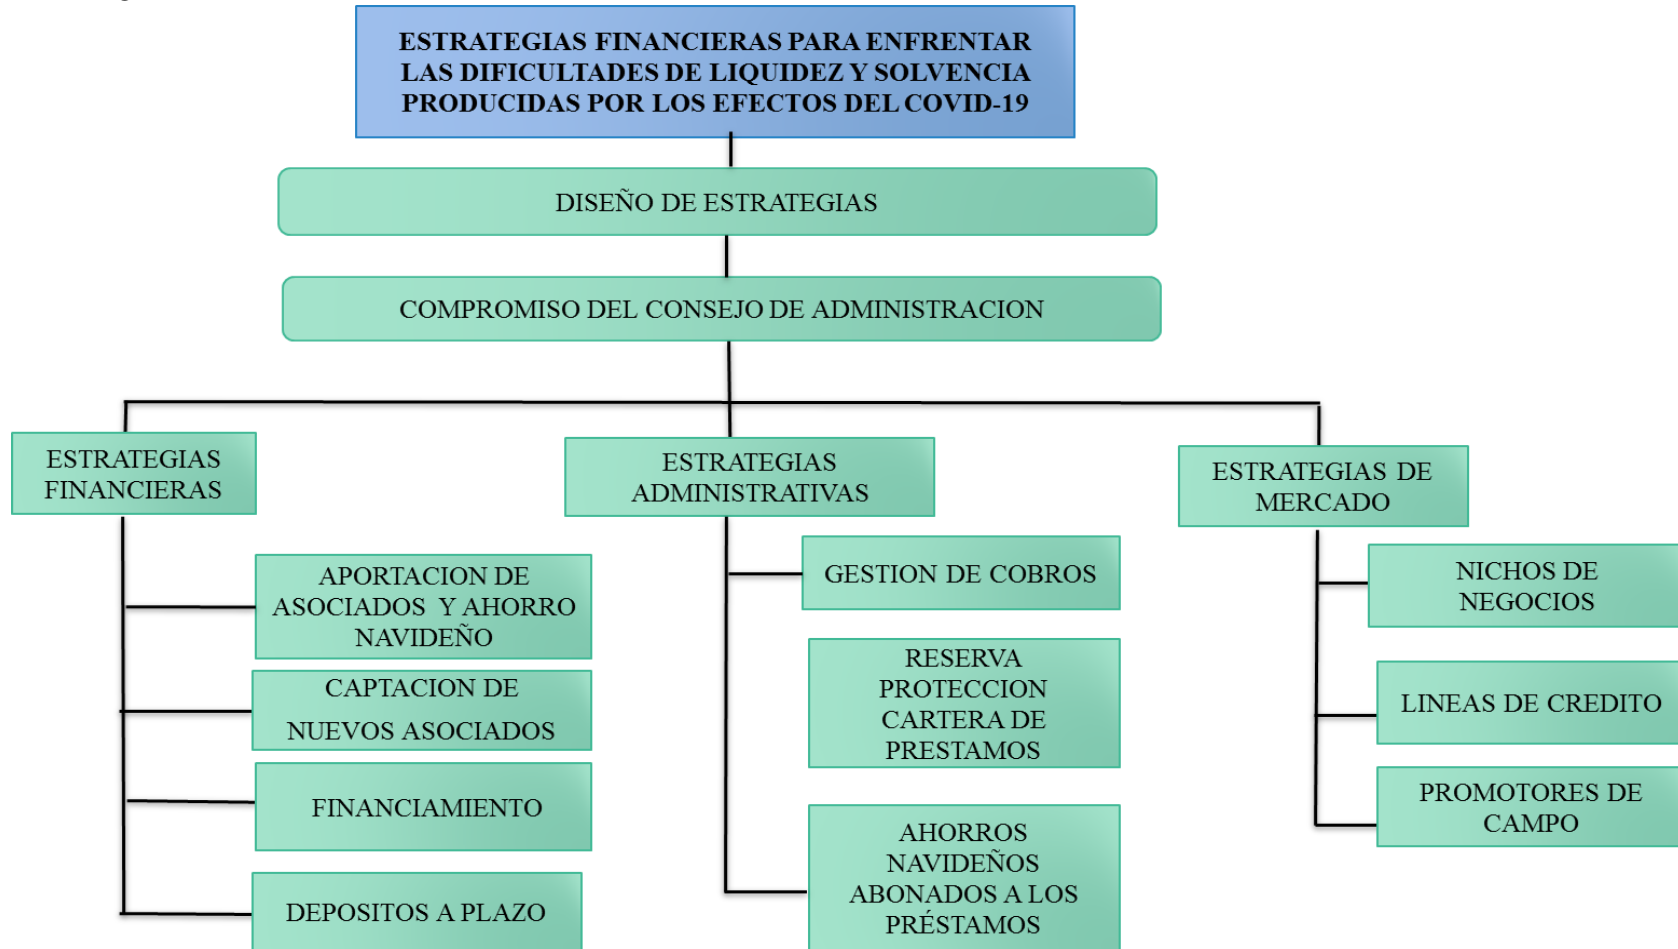 ESTRATEGIAS FINANCIERAS PARA ENFRENTAR
LAS DIFICULTADES DE LIQUIDEZ Y SOLVENCIA
PRODUCIDAS POR LOS EFECTOS DEL COVID-19
DISEÑO DE ESTRATEGIAS
COMPROMISO DEL CONSEJO DE ADMINISTRACION
ESTRATEGIAS
FINANCIERAS
APORTACION DE
ASOCIADOS Y AHORRO
NAVIDEÑO
CAPTACION DE
NUEVOS ASOCIADOS
FINANCIAMIENTO
DEPOSITOS A PLAZO
ESTRATEGIAS
ADMINISTRATIVAS
GESTION DE COBROS
RESERVA
PROTECCION
CARTERA DE
PRESTAMOS
AHORROS
NAVIDEÑOS
ABONADOS A LOS
PRÉSTAMOS
ESTRATEGIAS DE
MERCADO
NICHOS DE
NEGOCIOS
LINEAS DE CREDITO
PROMOTORES DE
CAMPO